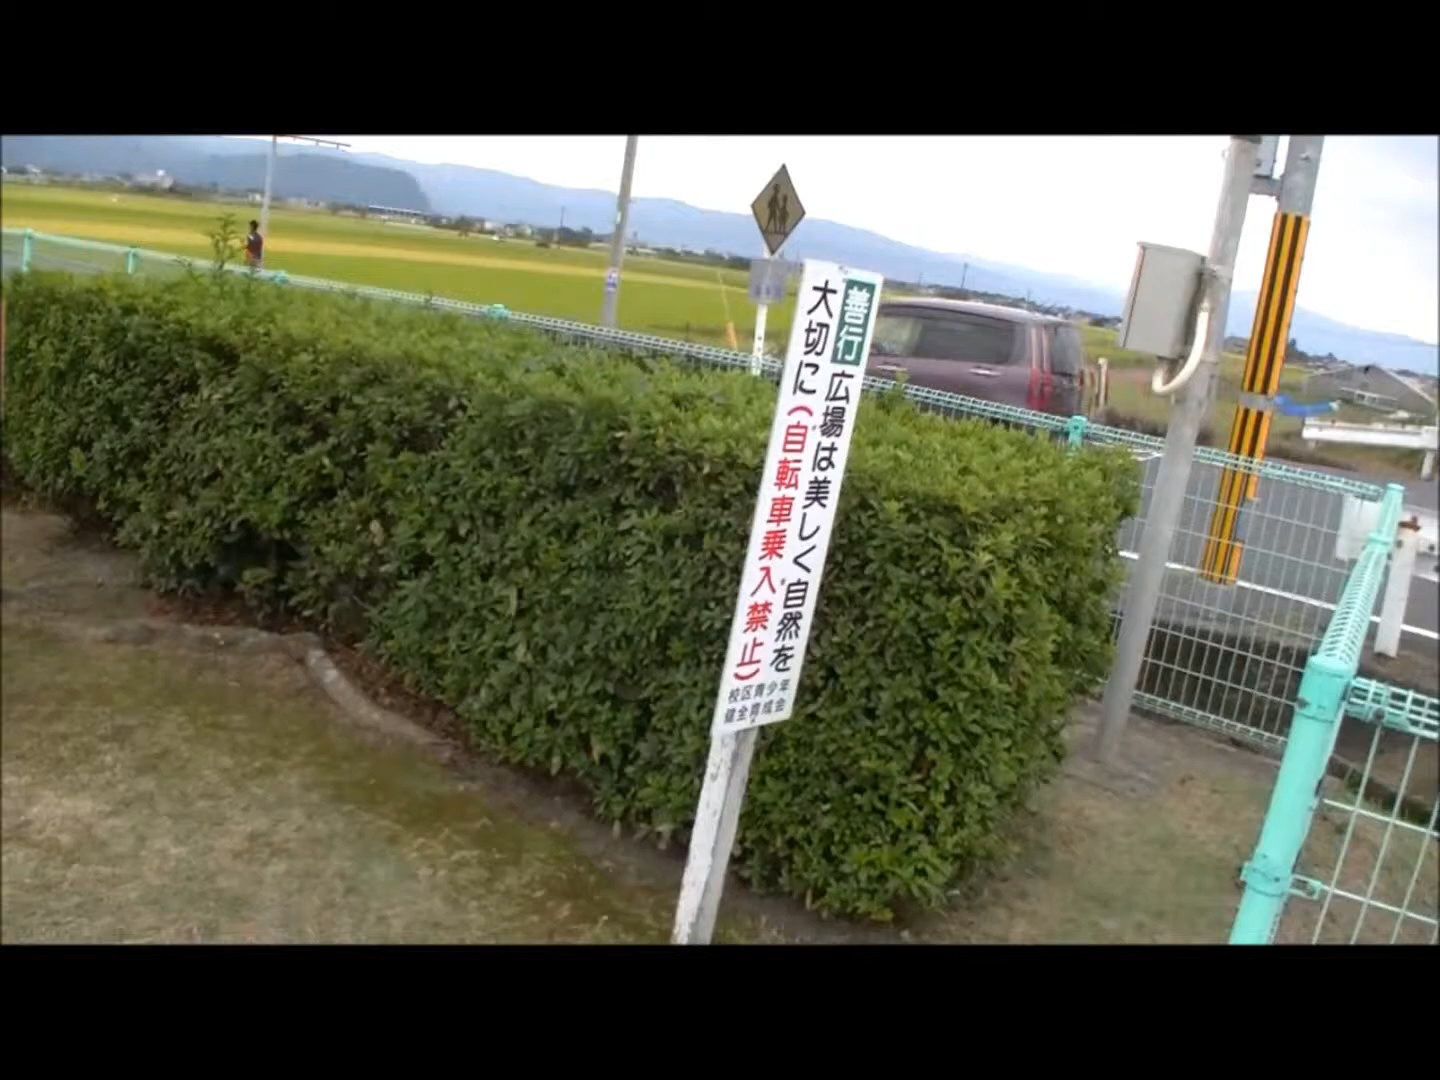 善行広場は美しく自然を
大切に(自転車乗入禁止)
校区青少年
健全育成会